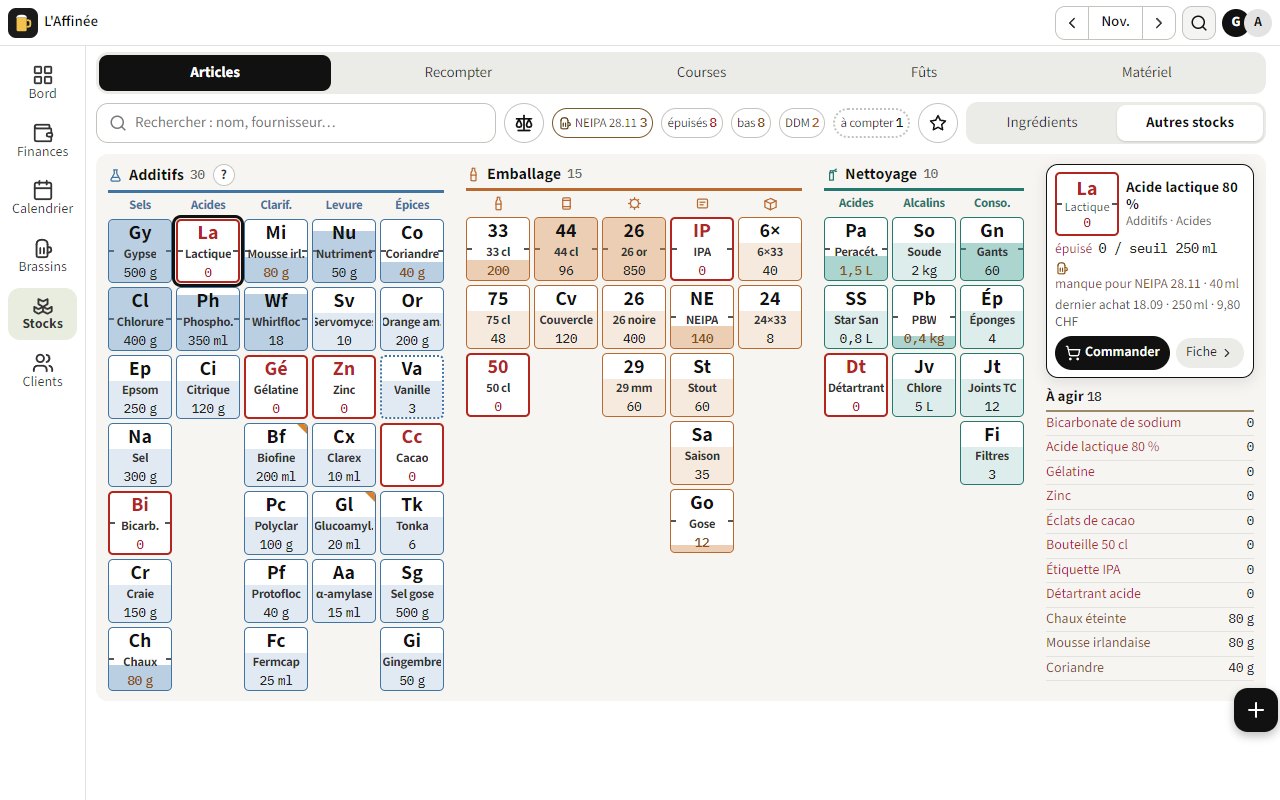 L'Affinée
Nov.
G
A
Bord
Finances
Calendrier
Brassins
Stocks
Clients
Articles
Recompter
Courses
Fûts
Matériel
Rechercher : nom, fournisseur…
NEIPA 28.11 3
épuisés 8
bas 8
DDM 2
à compter 1
Ingrédients
Autres stocks
Additifs 30 ?
Sels Acides Clarif. Levure Épices
Gy La Mi Nu Co
Gypse Lactique Mousse irl. Nutriment Coriandre
500 g 0 80 g 50 g 40 g
Cl Ph Wf Sv Or
Chlorure Phospho. Whirlfloc Servomyces Orange am.
400 g 350 ml 18 10 200 g
Ep Ci Gé Zn Va
Epsom Citrique Gélatine Zinc Vanille
250 g 120 g 0 0 3
Na Bf Cx Cc
Sel Biofine Clarex Cacao
300 g 200 ml 10 ml 0
Bi Pc Gl Tk
Bicarb. Polyclar Glucoamyl. Tonka
0 100 g 20 ml 6
Cr Pf Aa Sg
Craie Protofloc α-amylase Sel gose
150 g 40 g 15 ml 500 g
Ch Fc Gi
Chaux Fermcap Gingembre
80 g 25 ml 50 g
Emballage 15
33 44 26 IP 6×
33 cl 44 cl 26 or IPA 6×33
200 96 850 0 40
75 Cv 26 NE 24
75 cl Couvercle 26 noire NEIPA 24×33
48 120 400 140 8
50 29 St
50 cl 29 mm Stout
0 60 60
Sa
Saison
35
Go
Gose
12
Nettoyage 10
Acides Alcalins Conso.
Pa So Gn
Peracét. Soude Gants
1,5 L 2 kg 60
SS Pb Ép
Star San PBW Éponges
0,8 L 0,4 kg 4
Dt Jv Jt
Détartrant Chlore Joints TC
0 5 L 12
Fi
Filtres
3
La
Lactique
0
Acide lactique 80
%
Additifs · Acides
épuisé 0 / seuil 250 ml
manque pour NEIPA 28.11 · 40 ml
dernier achat 18.09 · 250 ml · 9,80
CHF
Commander
Fiche
À agir 18
Bicarbonate de sodium 0
Acide lactique 80 % 0
Gélatine 0
Zinc 0
Éclats de cacao 0
Bouteille 50 cl 0
Étiquette IPA 0
Détartrant acide 0
Chaux éteinte 80 g
Mousse irlandaise 80 g
Coriandre 40 g